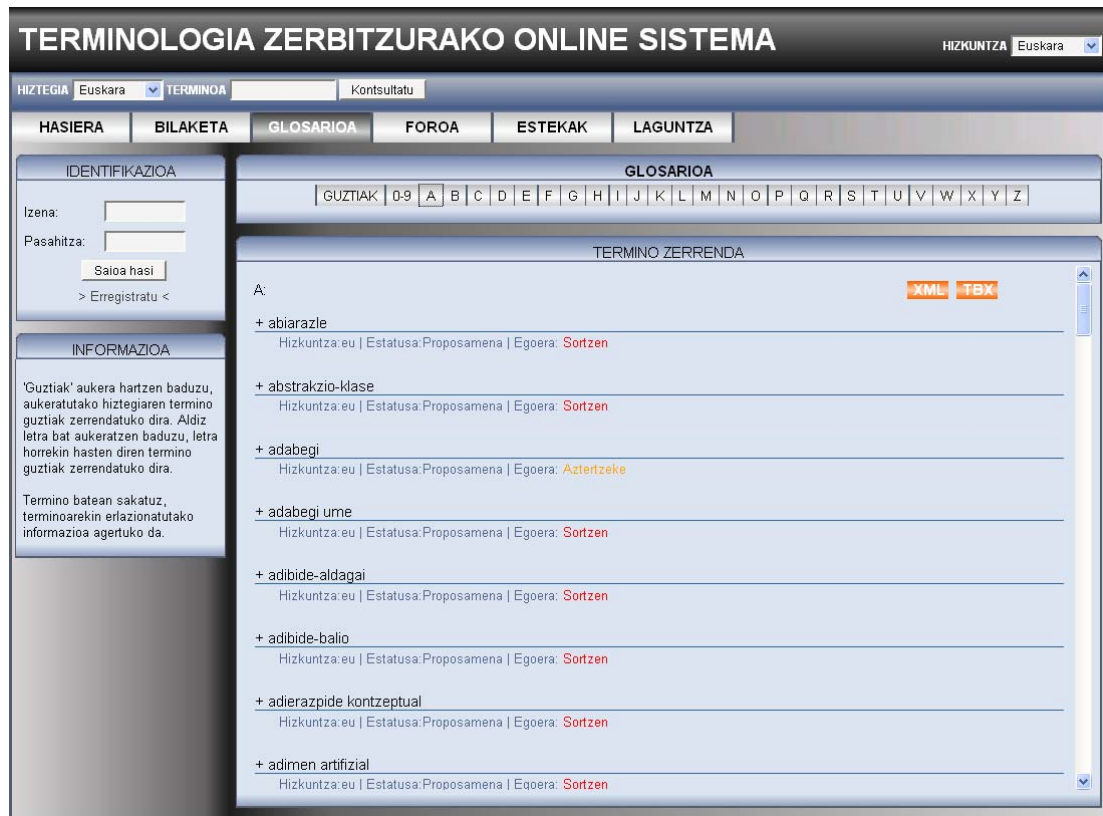 TERMINOLOGIA ZERBITZURAKO ONLINE SISTEMA
HIZKUNTZA Euskara
HIZTEGIA Euskara TERMINOA Kontsultatu
HASIERA BILAKETA GLOSARIOA FOROA ESTEKAK LAGUNTZA
IDENTIFIKAZIOA
Izena:
Pasahitza:
Saioa hasi
> Erregistratu <
INFORMAZIOA
'Guztiak' aukera hartzen baduzu,
aukeratutako hiztegiaren termino
guztiak zerrendatuko dira. Aldiz
letra bat aukeratzen baduzu, letra
horrekin hasten diren termino
guztiak zerrendatuko dira.
Termino batean sakatuz,
terminoarekin erlazionatutako
informazioa agertuko da.
GLOSARIOA
GUZTIAK 0-9 A B C D E F G H I J K L M N O P Q R S T U V W X Y Z
TERMINO ZERRENDA
A:
XML TBX
+ abiarazle
Hizkuntza:eu | Estatusa:Proposamena | Egoera: Sortzen
+ abstrakzio-klase
Hizkuntza:eu | Estatusa:Proposamena | Egoera: Sortzen
+ adabegi
Hizkuntza:eu | Estatusa:Proposamena | Egoera: Aztertzeke
+ adabegi ume
Hizkuntza:eu | Estatusa:Proposamena | Egoera: Sortzen
+ adibide-aldagai
Hizkuntza:eu | Estatusa:Proposamena | Egoera: Sortzen
+ adibide-balio
Hizkuntza:eu | Estatusa:Proposamena | Egoera: Sortzen
+ adierazpide kontzeptual
Hizkuntza:eu | Estatusa:Proposamena | Egoera: Sortzen
+ adimen artifizial
Hizkuntza:eu | Estatusa:Proposamena | Egoera: Sortzen